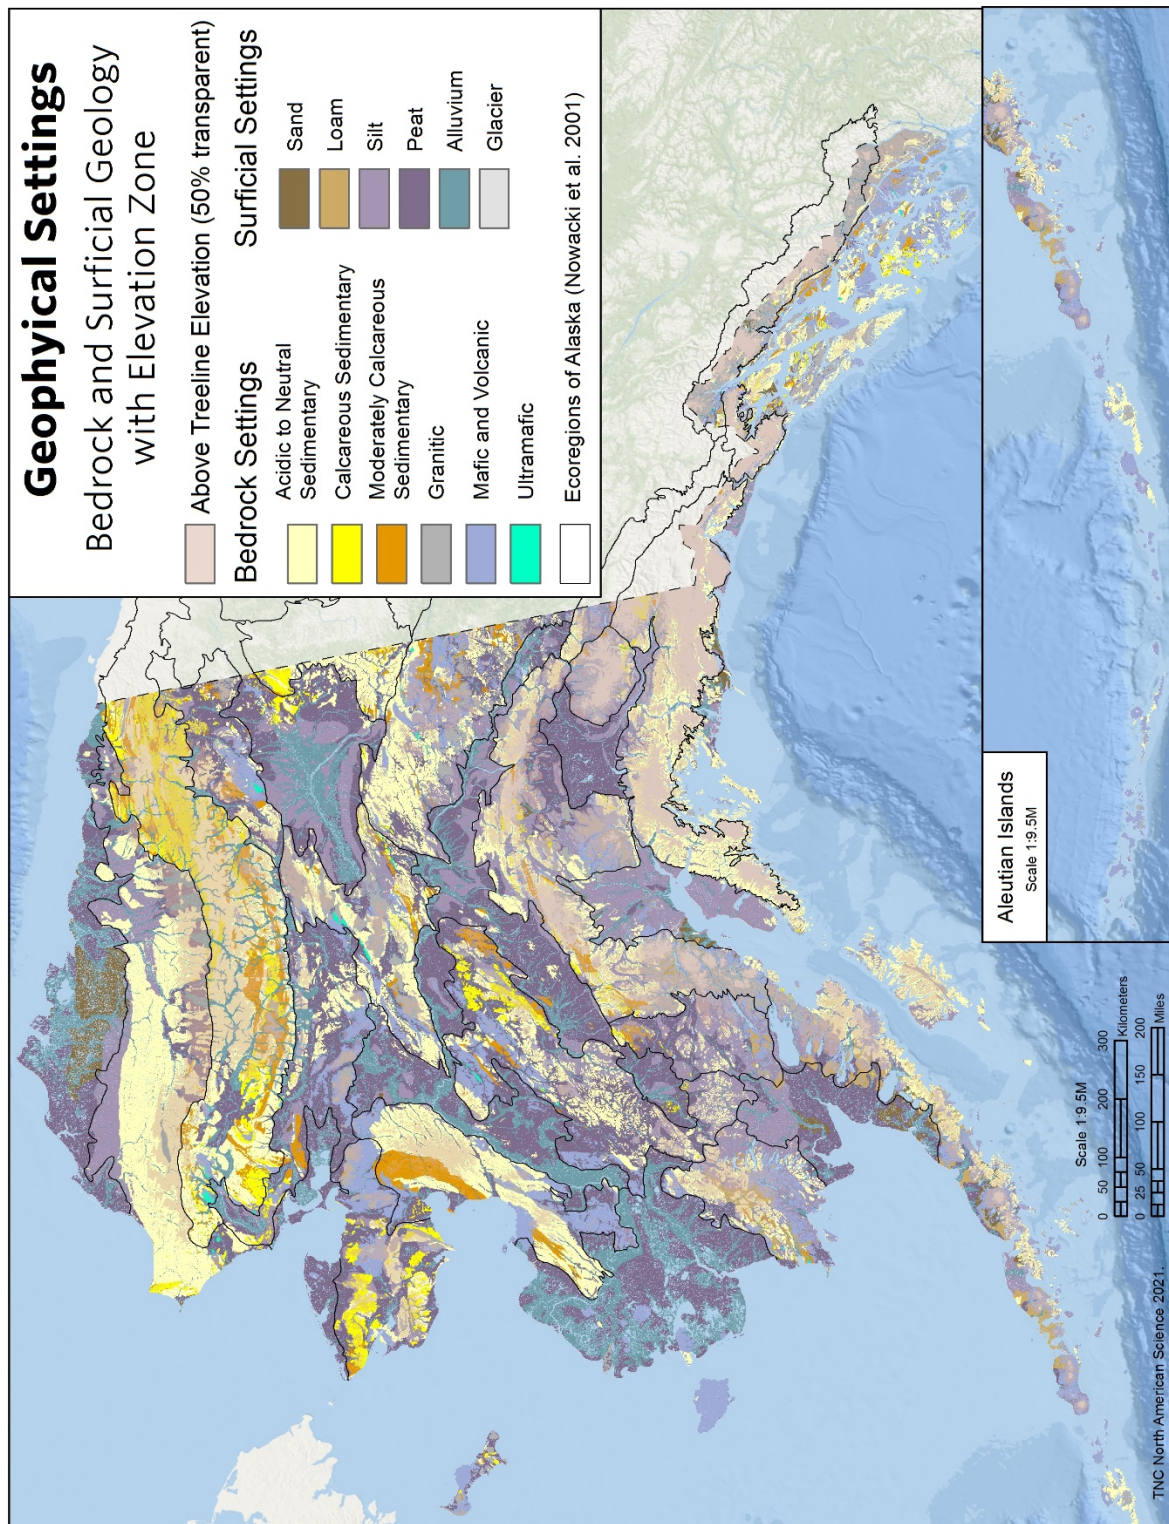 Geophyical Settings
Bedrock and Surficial Geology
with Elevation Zone
Above Treeline Elevation (50% transparent)
Bedrock Settings
Acidic to Neutral
Sedimentary
Calcareous Sedimentary
Moderately Calcareous
Sedimentary
Granitic
Mafic and Volcanic
Ultramafic
Ecoregions of Alaska (Nowacki et al. 2001)
Surficial Settings
Sand
Loam
Silt
Peat
Alluvium
Glacier
Scale 1:9.5M
0 50 100 200 300
Kilometers
0 25 50 100 150 200
Miles
TNC North American Science 2021.
Aleutian Islands
Scale 1:9.5M